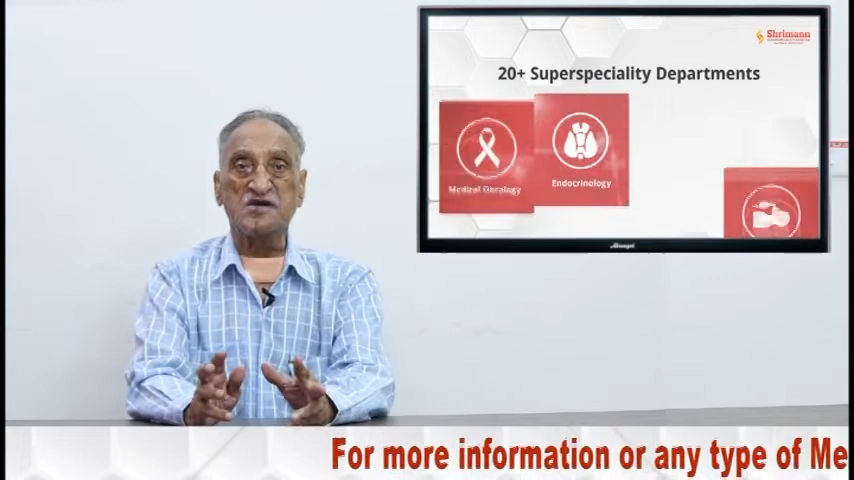 Shrimann
20+ Superspeciality Departments
Medical Oncology
Endocrinology
For more information or any type of Me